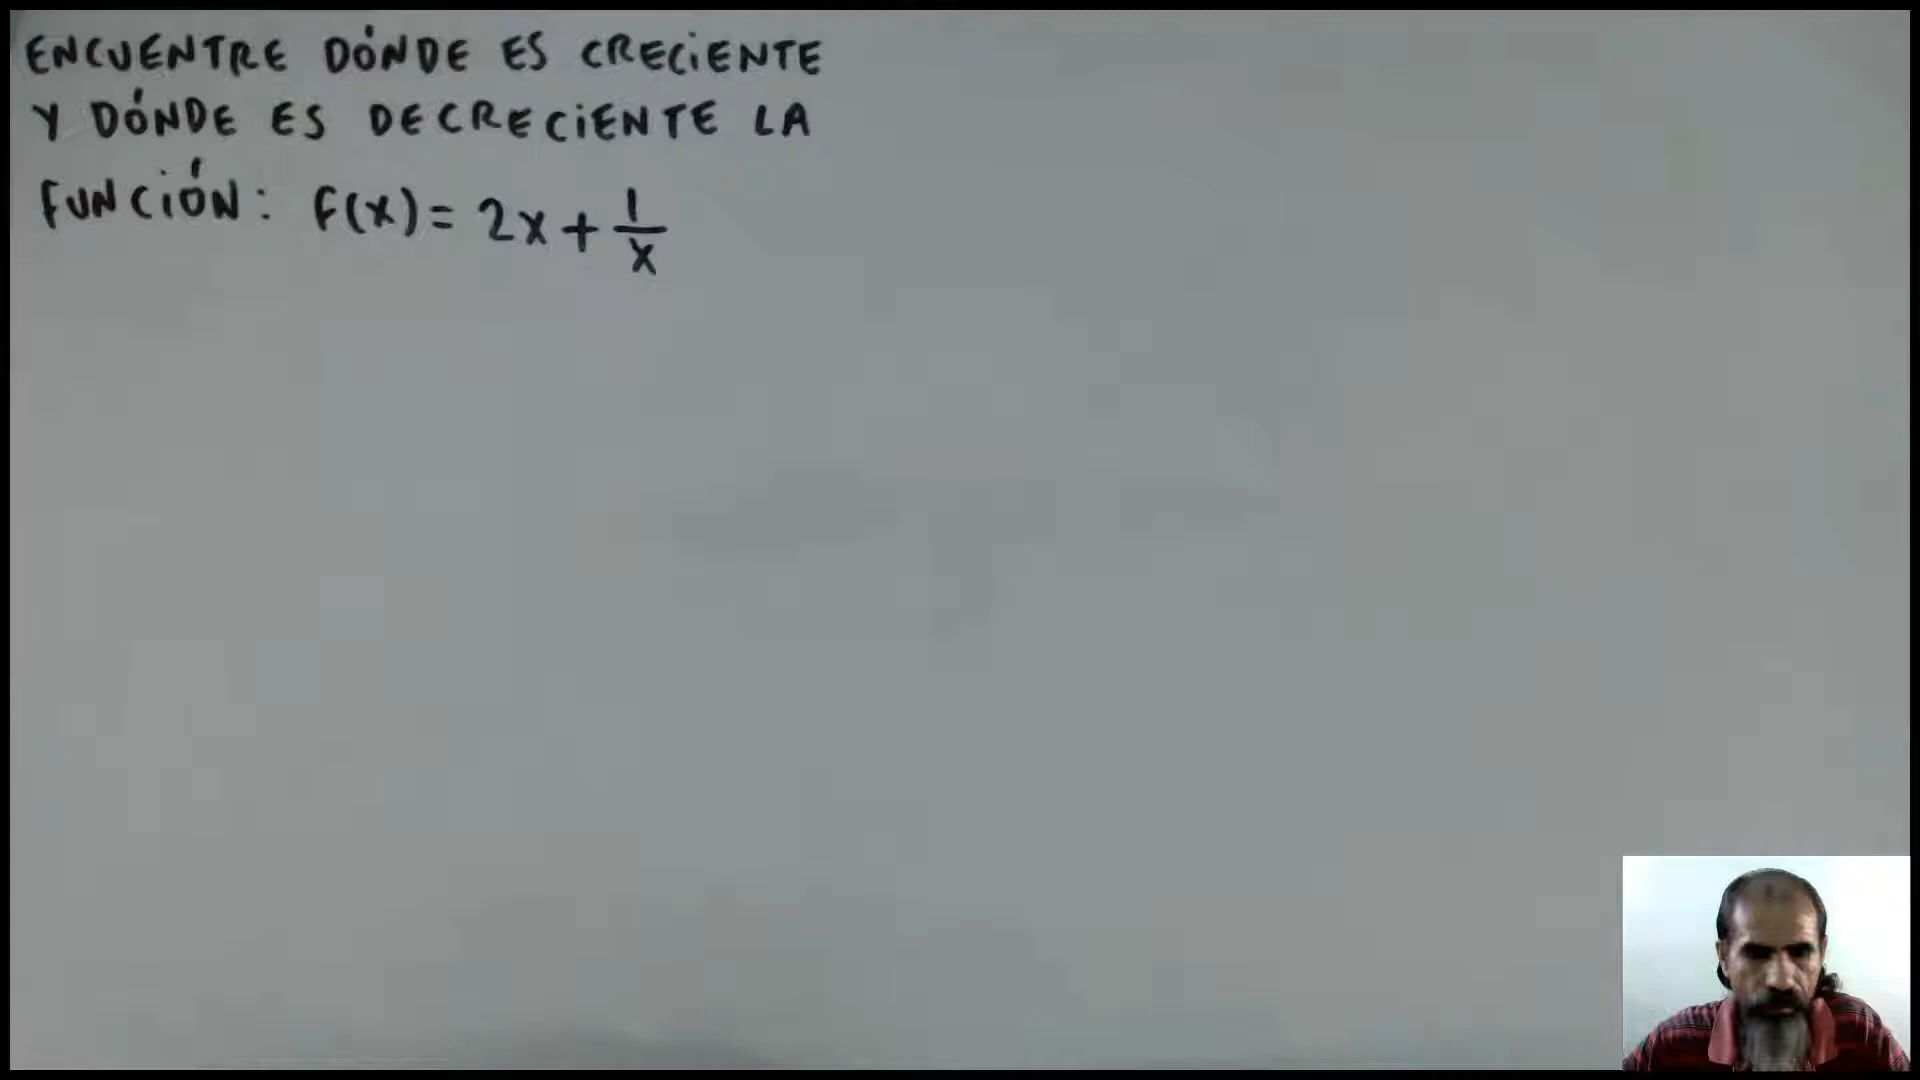 ENCUENTRE DÓNDE ES CRECIENTE
Y DÓNDE ES DECRECIENTE LA
FUNCIÓN: F(X) = 2X + 1/X